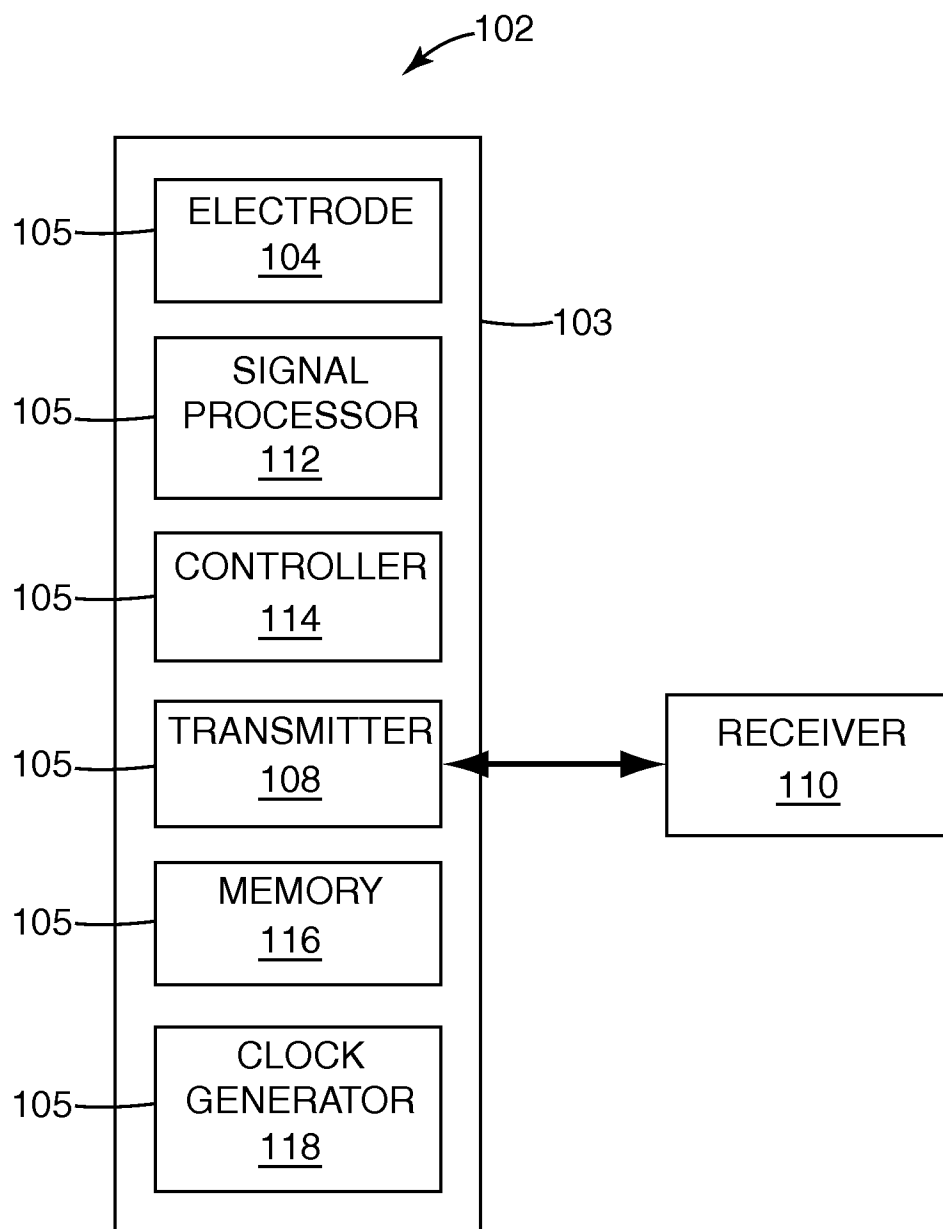 102
105
ELECTRODE
104
103
105
SIGNAL
PROCESSOR
112
105
CONTROLLER
114
105
TRANSMITTER
108
RECEIVER
110
105
MEMORY
116
105
CLOCK
GENERATOR
118